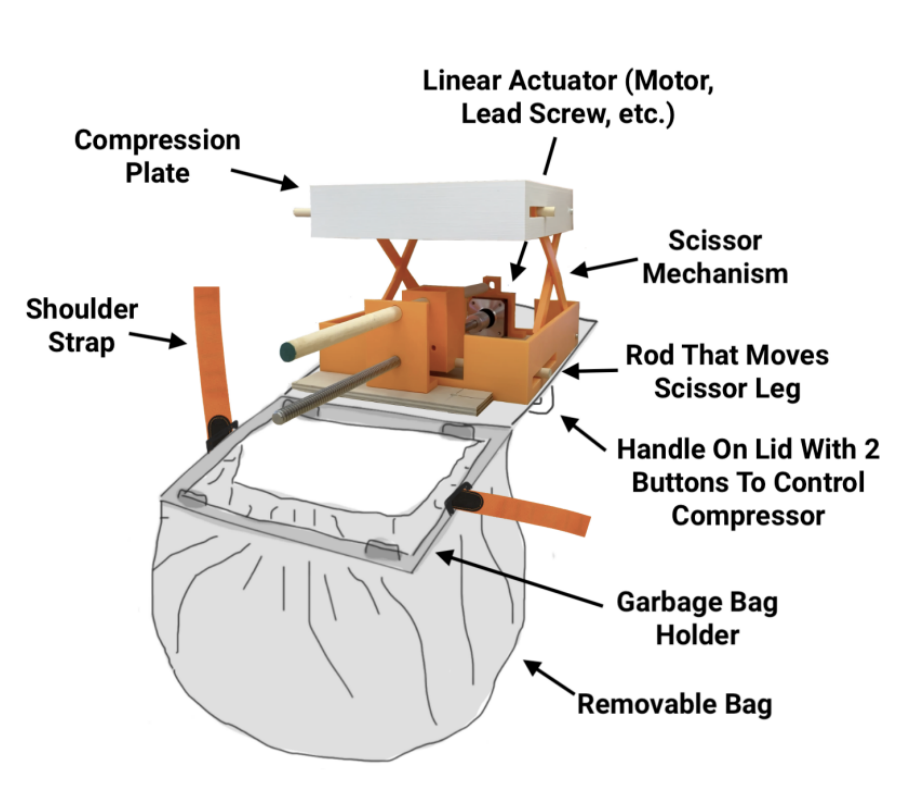 Linear Actuator (Motor,
Lead Screw, etc.)
Compression
Plate
Scissor
Mechanism
Shoulder
Strap
Rod That Moves
Scissor Leg
Handle On Lid With 2
Buttons To Control
Compressor
Garbage Bag
Holder
Removable Bag